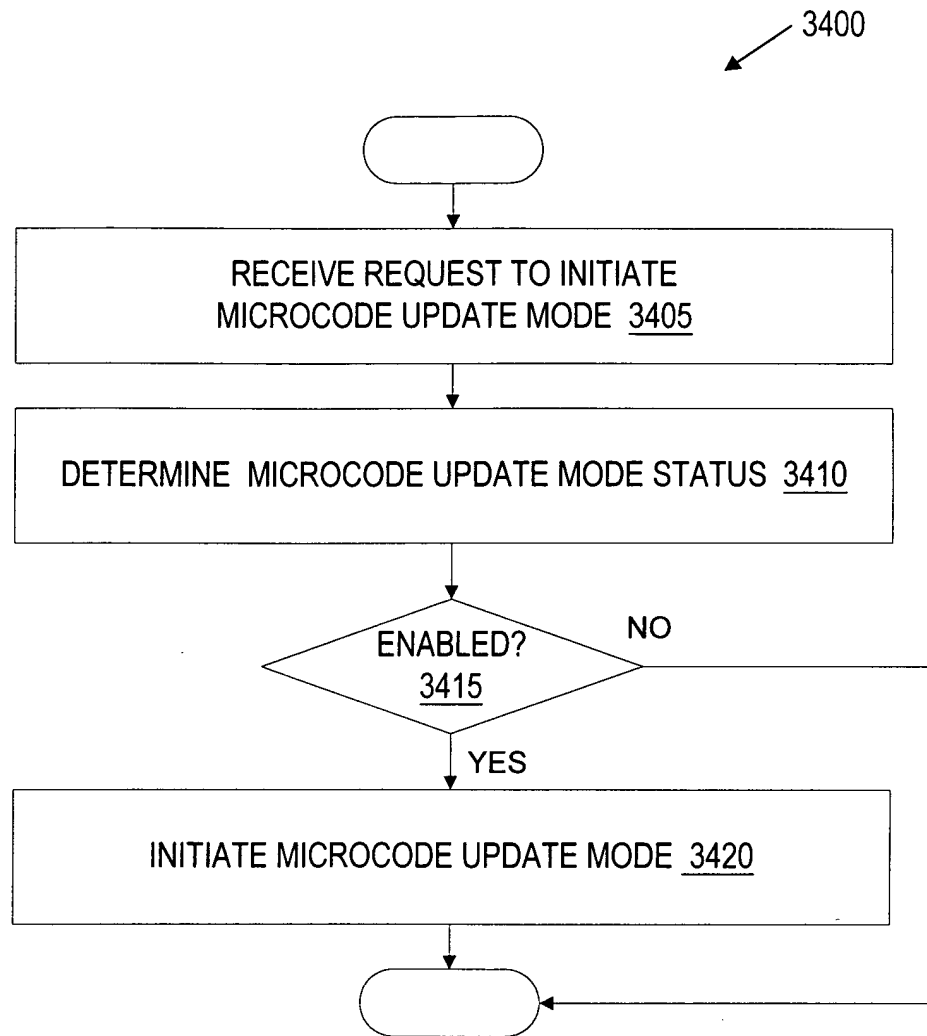 3400
RECEIVE REQUEST TO INITIATE
MICROCODE UPDATE MODE 3405
DETERMINE MICROCODE UPDATE MODE STATUS 3410
ENABLED?
3415
NO
YES
INITIATE MICROCODE UPDATE MODE 3420